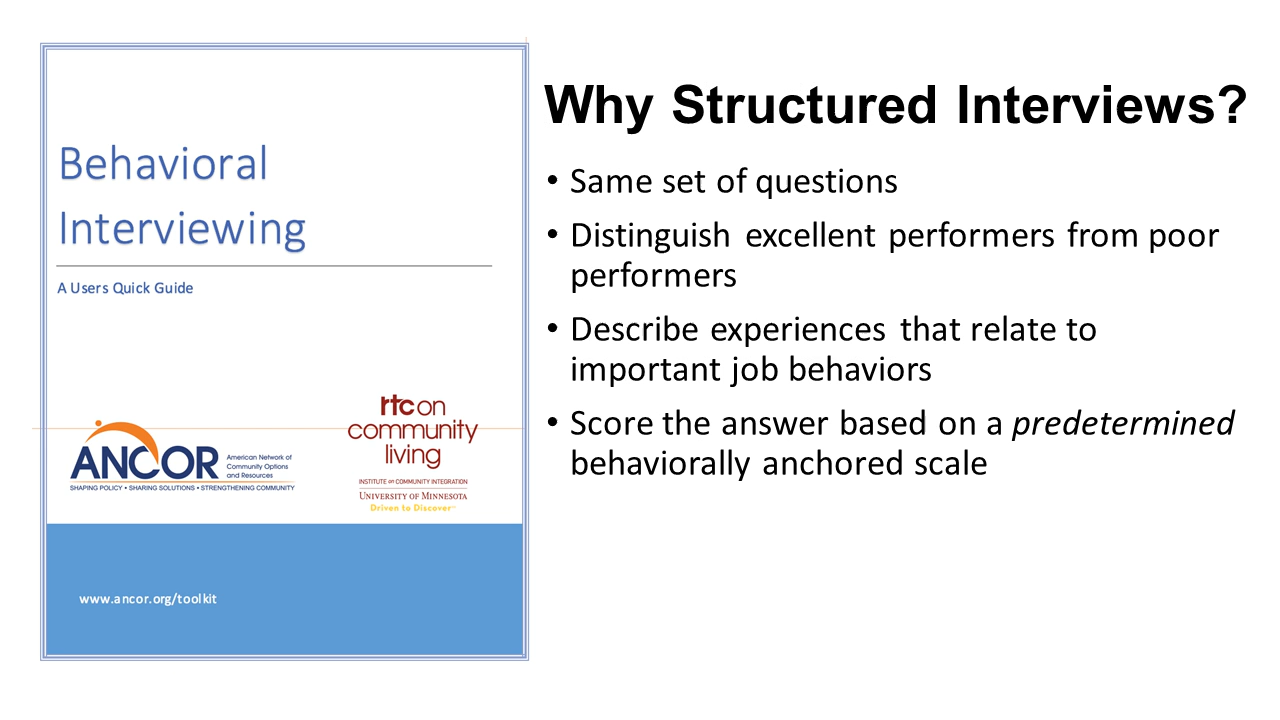 Behavioral
Interviewing
A Users Quick Guide
ANCOR
American Network of
Community Options
and Resources
SHAPING POLICY • SHARING SOLUTIONS • STRENGTHENING COMMUNITY
rtc on
community
living
INSTITUTE on COMMUNITY INTEGRATION
UNIVERSITY OF MINNESOTA
Driven to Discover℠
www.ancor.org/toolkit
Why Structured Interviews?
• Same set of questions
• Distinguish excellent performers from poor
performers
• Describe experiences that relate to
important job behaviors
• Score the answer based on a predetermined
behaviorally anchored scale